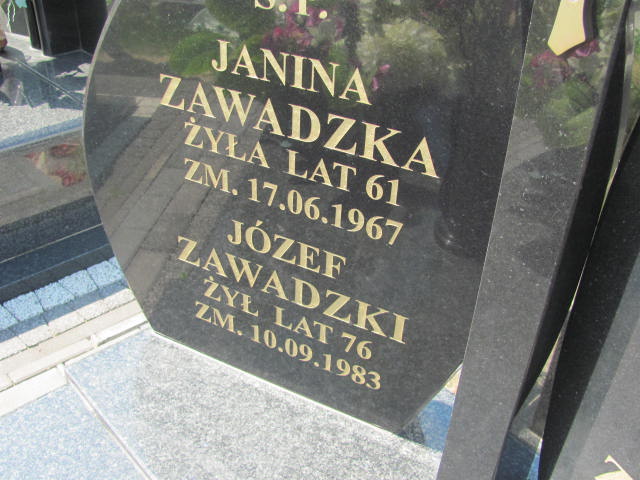 Ś.P.
JANINA
ZAWADZKA
ŻYŁA LAT 61
ZM. 17.06.1967
JÓZEF
ZAWADZKI
ŻYŁ LAT 76
ZM. 10.09.1983